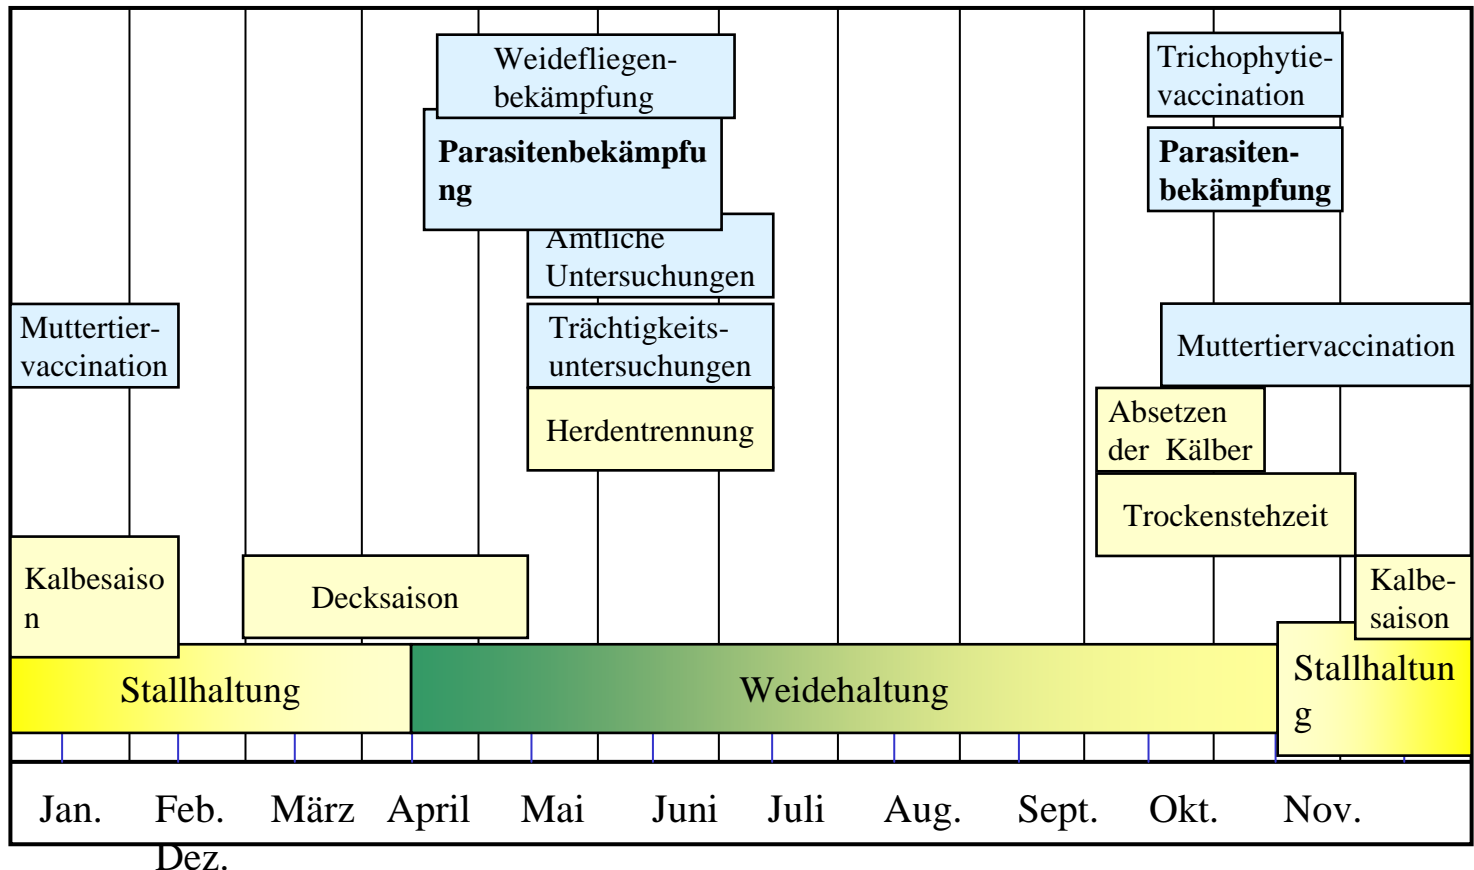 Weidefliegen-
bekämpfung
Trichophytie-
vaccination
Parasitenbekämpfu
ng
Parasiten-
bekämpfung
Amtliche
Untersuchungen
Muttertier-
vaccination
Trächtigkeits-
untersuchungen
Muttertiervaccination
Herdentrennung
Absetzen
der Kälber
Trockenstehzeit
Kalbesaiso
n
Decksaison
Kalbe-
saison
Stallhaltung
Weidehaltung
Stallhaltun
g
Jan. Feb. März April Mai Juni Juli Aug. Sept. Okt. Nov.
Dez.